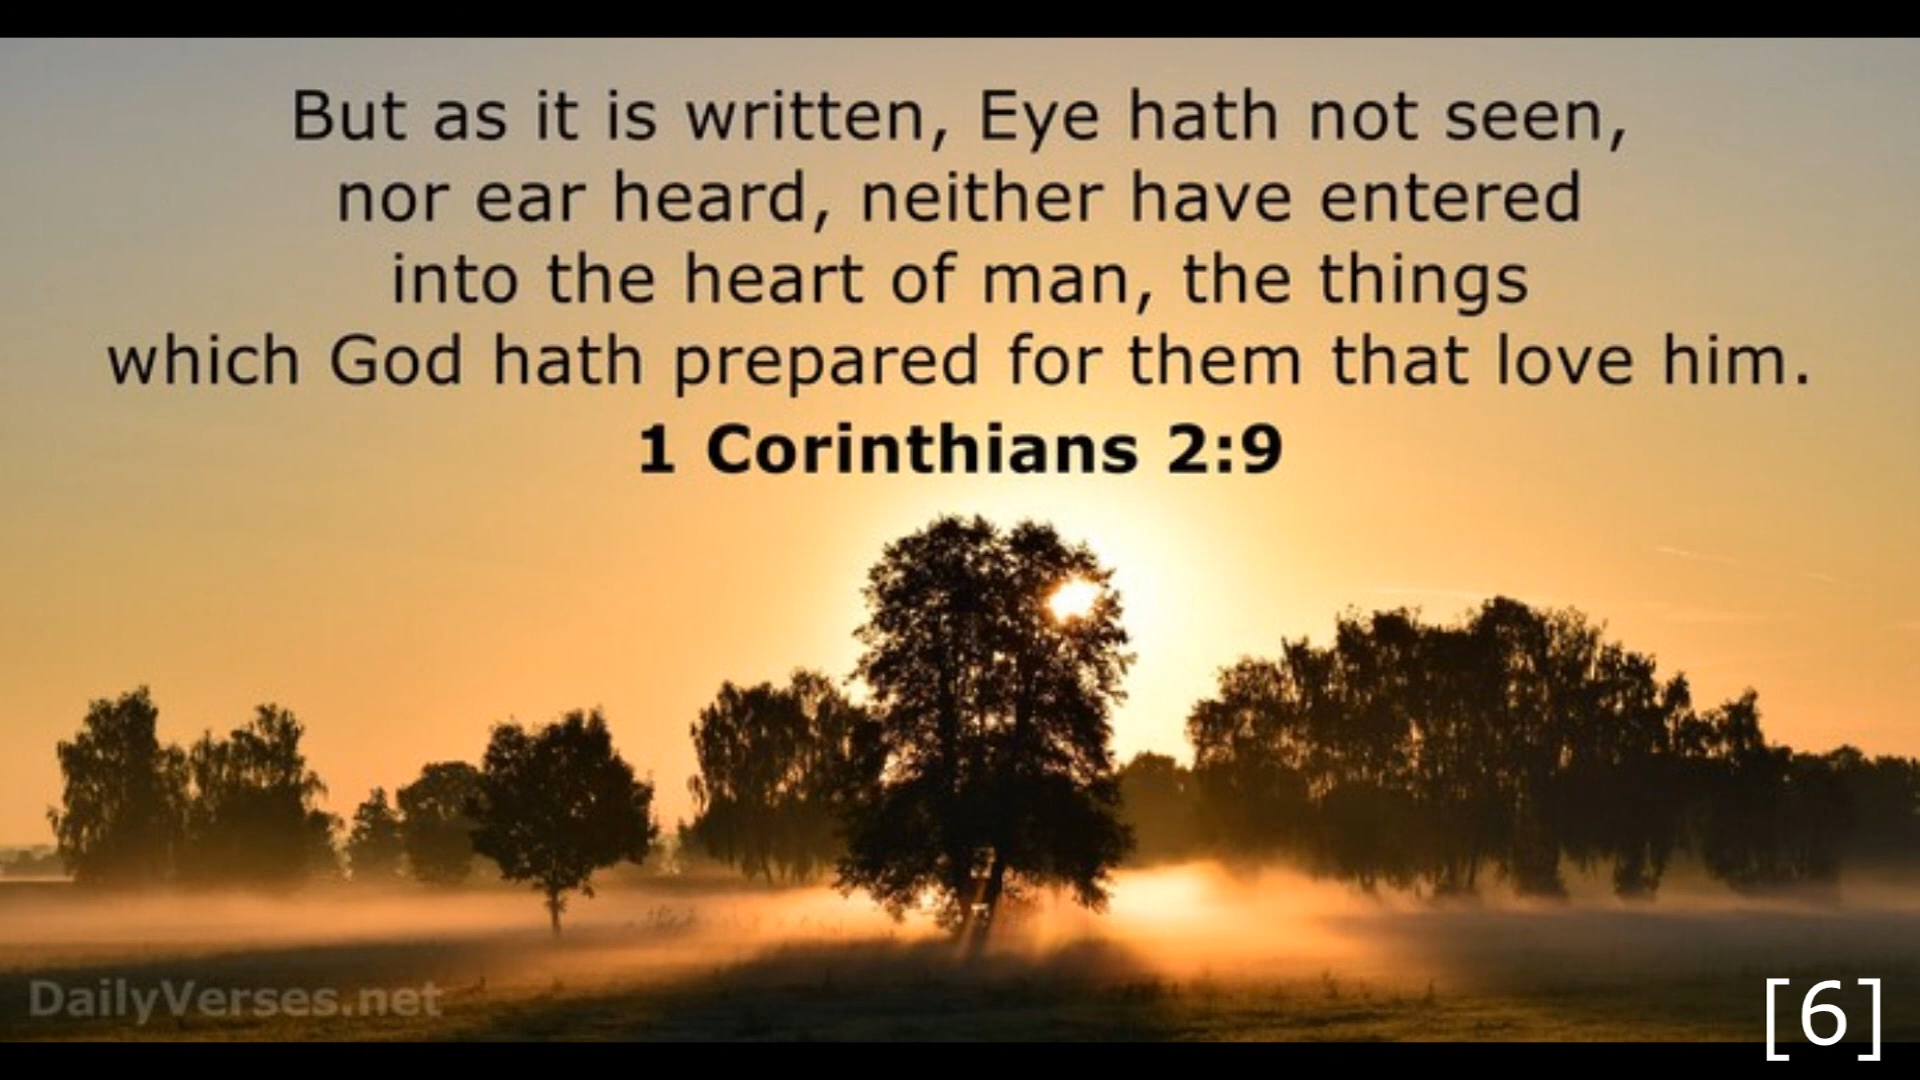 But as it is written, Eye hath not seen,
nor ear heard, neither have entered
into the heart of man, the things
which God hath prepared for them that love him.
1 Corinthians 2:9
DailyVerses.net
[6]